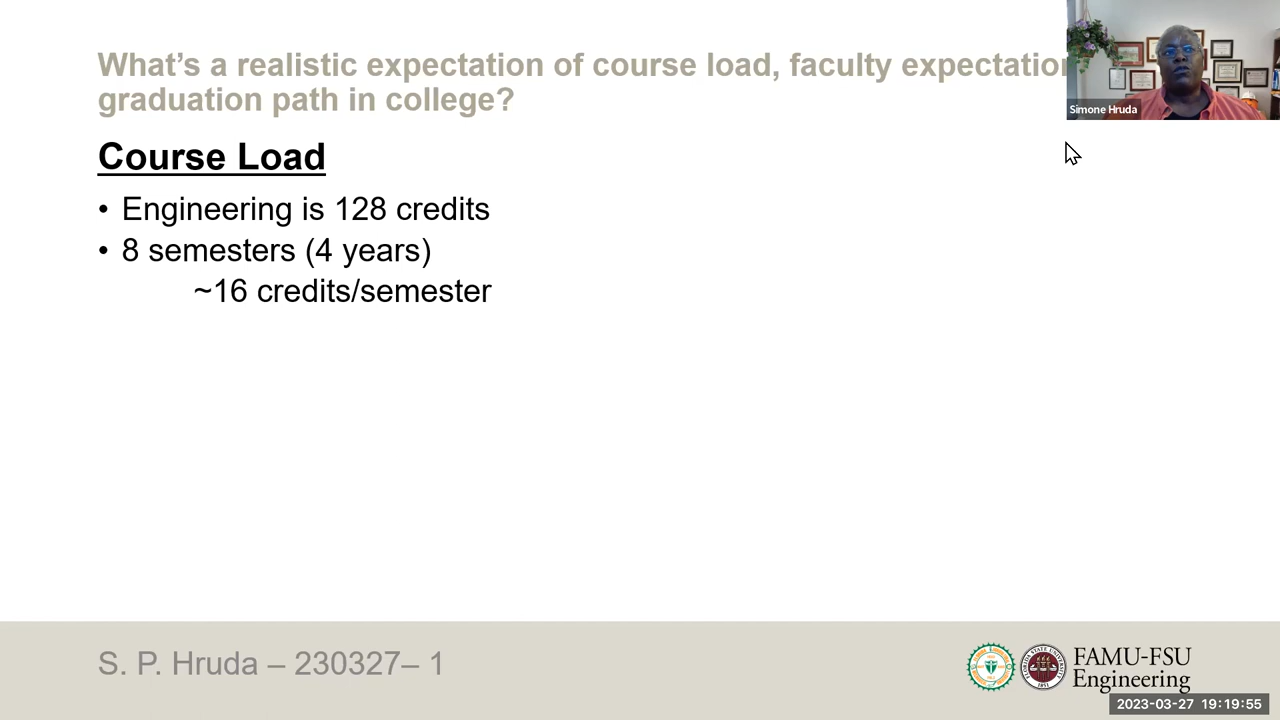 What's a realistic expectation of course load, faculty expectation
graduation path in college?
Simone Hruda
Course Load
• Engineering is 128 credits
• 8 semesters (4 years)
~16 credits/semester
S. P. Hruda – 230327– 1
FAMU-FSU
Engineering
2023-03-27 19:19:55